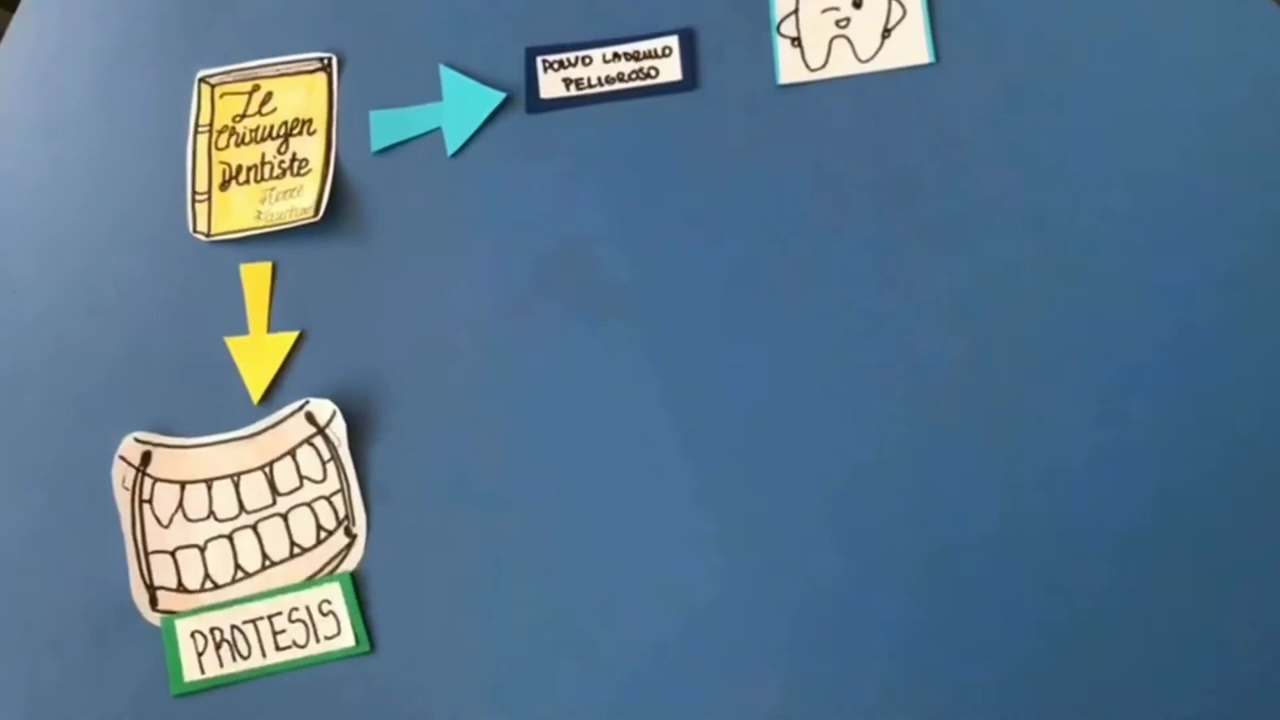 Le
Chirugen
Dentiste
POLVO LADRILLO
PELIGROSO
PROTESIS